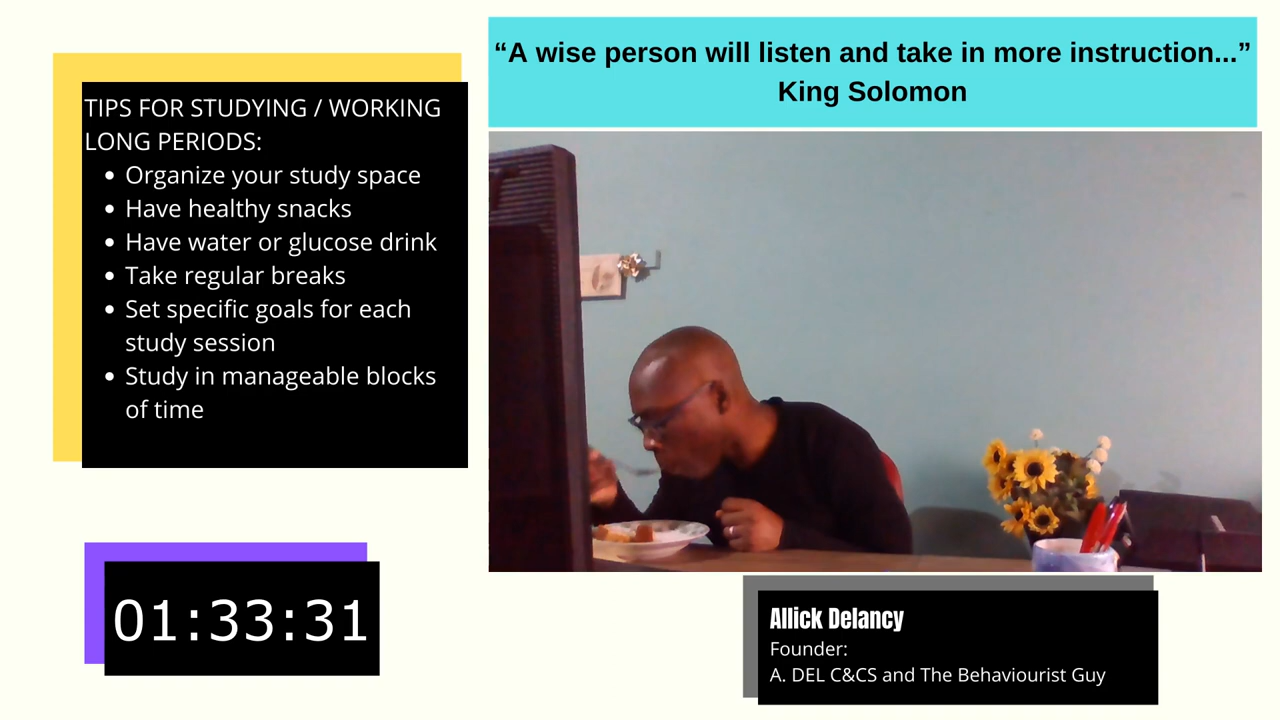 “A wise person will listen and take in more instruction...”
King Solomon
TIPS FOR STUDYING / WORKING
LONG PERIODS:
• Organize your study space
• Have healthy snacks
• Have water or glucose drink
• Take regular breaks
• Set specific goals for each
study session
• Study in manageable blocks
of time
01:33:31
Allick Delancy
Founder:
A. DEL C&CS and The Behaviourist Guy